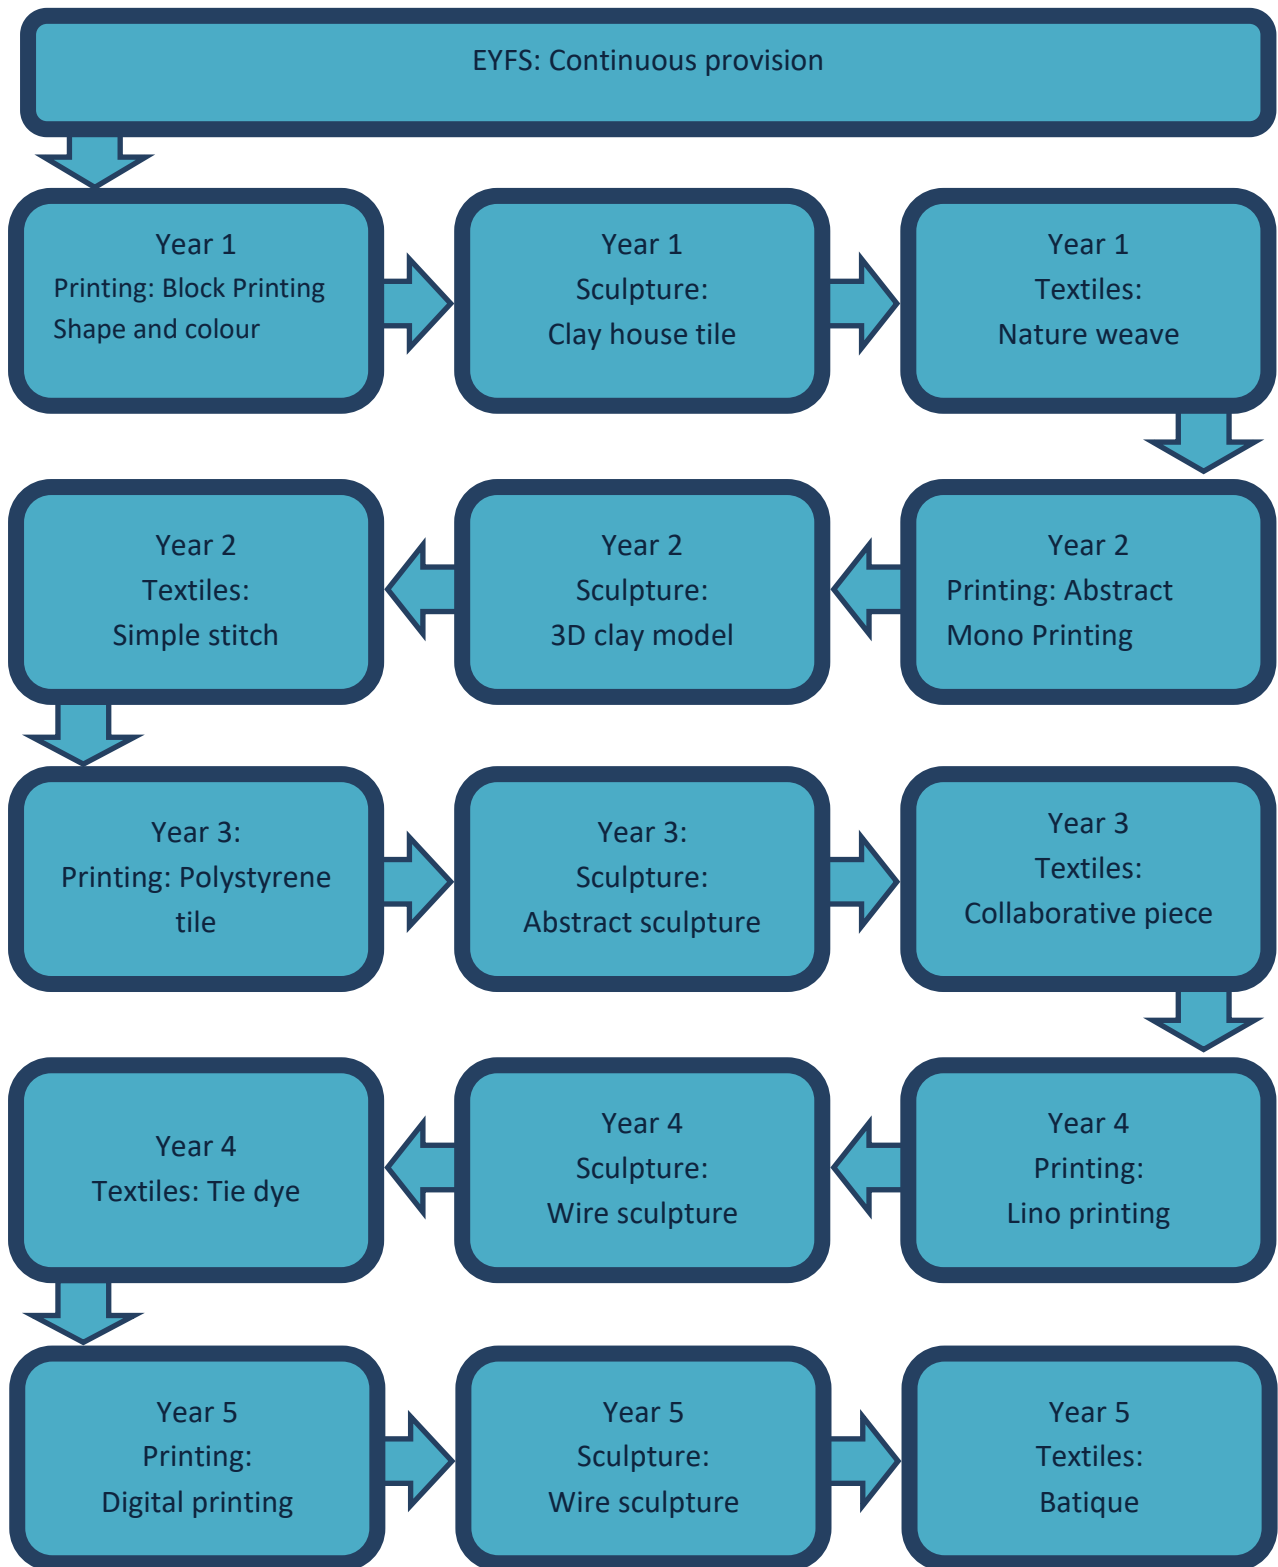 EYFS: Continuous provision
Year 1
Printing: Block Printing
Shape and colour
Year 1
Sculpture:
Clay house tile
Year 1
Textiles:
Nature weave
Year 2
Textiles:
Simple stitch
Year 2
Sculpture:
3D clay model
Year 2
Printing: Abstract
Mono Printing
Year 3:
Printing: Polystyrene
tile
Year 3:
Sculpture:
Abstract sculpture
Year 3
Textiles:
Collaborative piece
Year 4
Textiles: Tie dye
Year 4
Sculpture:
Wire sculpture
Year 4
Printing:
Lino printing
Year 5
Printing:
Digital printing
Year 5
Sculpture:
Wire sculpture
Year 5
Textiles:
Batique